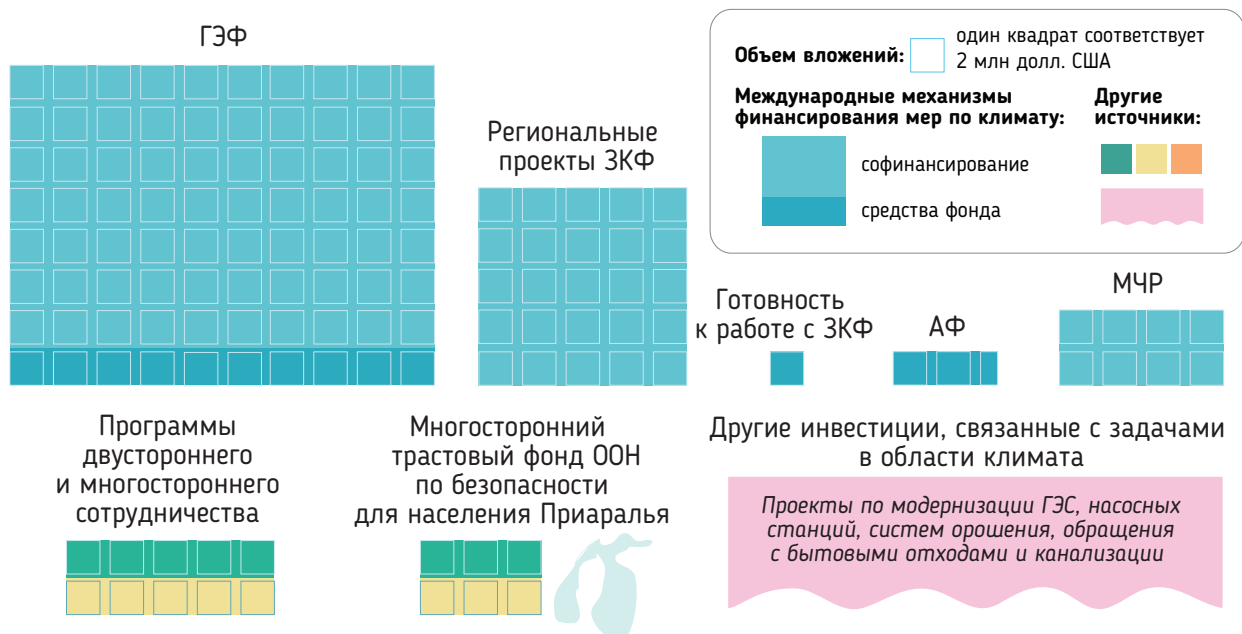 ГЭФ
Объем вложений:
один квадрат соответствует
2 млн долл. США
Международные механизмы
финансирования мер по климату:
Другие
источники:
софинансирование
средства фонда
Региональные
проекты ЗКФ
Готовность
к работе с ЗКФ
АФ
МЧР
Программы
двустороннего
и многостороннего
сотрудничества
Многосторонний
трастовый фонд ООН
по безопасности
для населения Приаралья
Другие инвестиции, связанные с задачами
в области климата
Проекты по модернизации ГЭС, насосных
станций, систем орошения, обращения
с бытовыми отходами и канализации